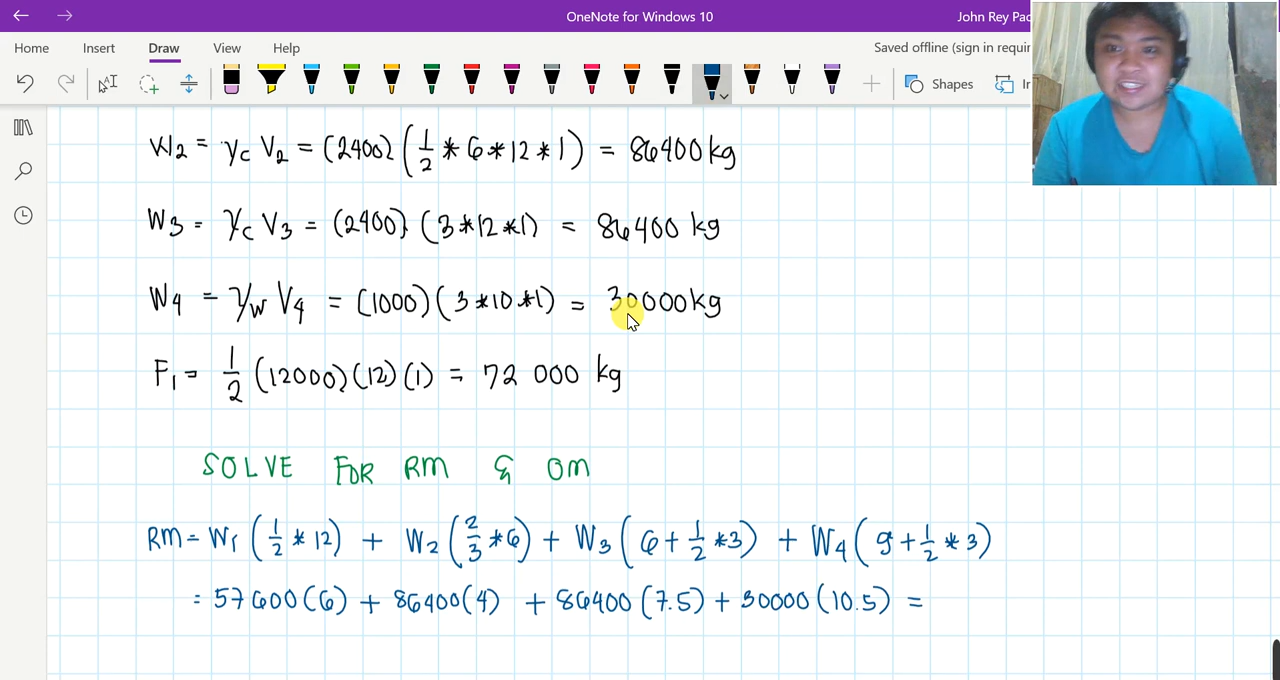 OneNote for Windows 10
John Rey Pac
Home Insert Draw View Help
Saved offline (sign in requir
Shapes
In
W2 = γc V2 = (2400)(1/2 * 6 * 12 * 1) = 86400 kg
W3 = γc V3 = (2400)(3*12*1) = 86400 kg
W4 = γw V4 = (1000)(3*10*1) = 30000 kg
F1 = 1/2 (12000)(12)(1) = 72 000 kg
SOLVE FOR RM & OM
RM = W1 (1/2 * 12) + W2 (2/3 * 6) + W3 (6 + 1/2 * 3) + W4 (9 + 1/2 * 3)
= 57600(6) + 86400(4) + 86400(7.5) + 30000(10.5) =